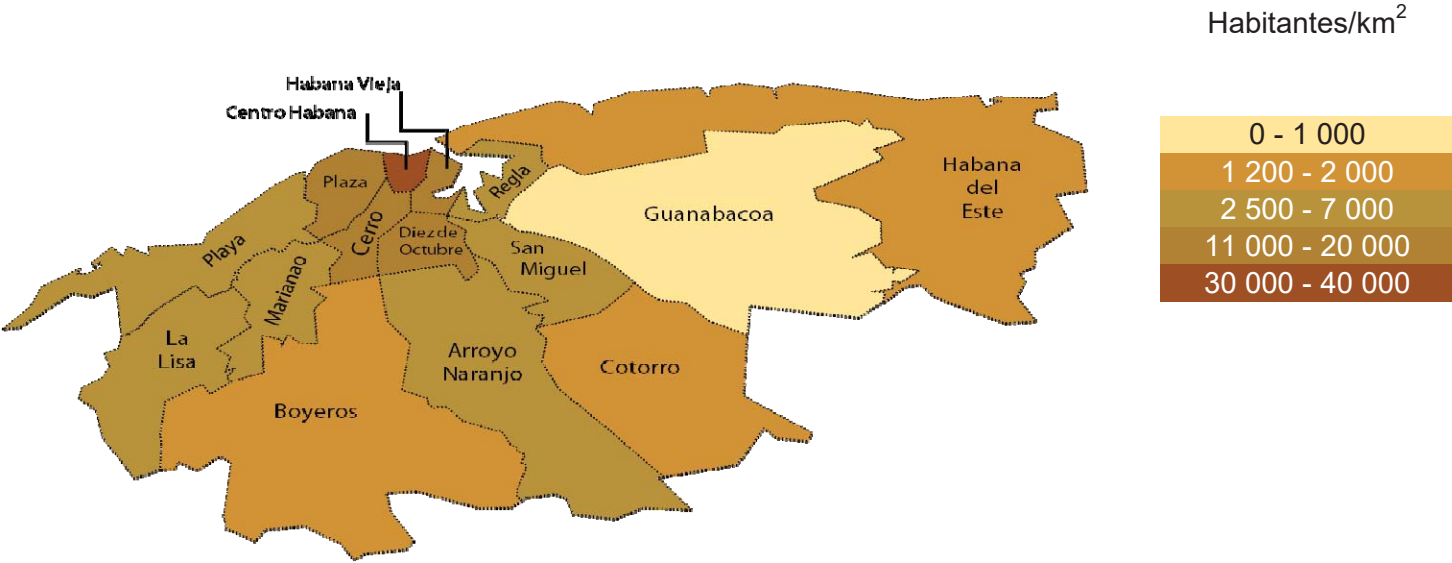 Habitantes/km²
Habana Vieja
Centro Habana
0 - 1 000
1 200 - 2 000
2 500 - 7 000
11 000 - 20 000
30 000 - 40 000
Plaza
Regla
Habana
del
Este
Guanabacoa
Playa
Cerro
Diez de
Octubre
San
Miguel
Marianao
La
Lisa
Arroyo
Naranjo
Cotorro
Boyeros